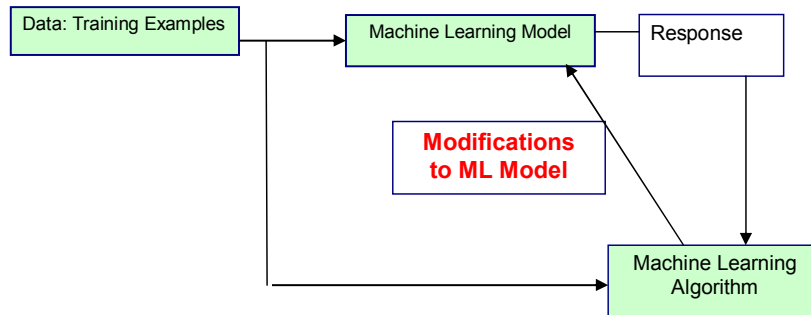 Data: Training Examples
Machine Learning Model
Response
Modifications
to ML Model
Machine Learning
Algorithm